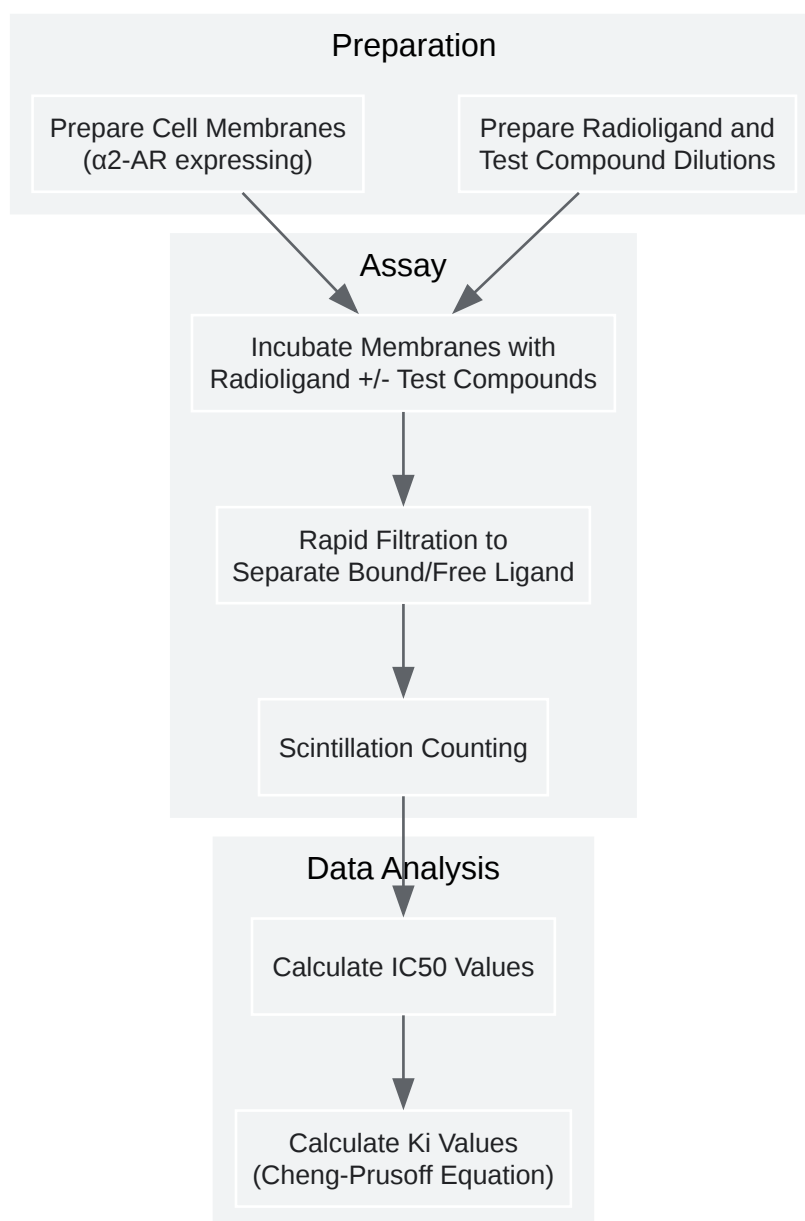 Preparation
Prepare Cell Membranes
(α2-AR expressing)
Prepare Radioligand and
Test Compound Dilutions
Assay
Incubate Membranes with
Radioligand +/- Test Compounds
Rapid Filtration to
Separate Bound/Free Ligand
Scintillation Counting
Data Analysis
Calculate IC50 Values
Calculate Ki Values
(Cheng-Prusoff Equation)